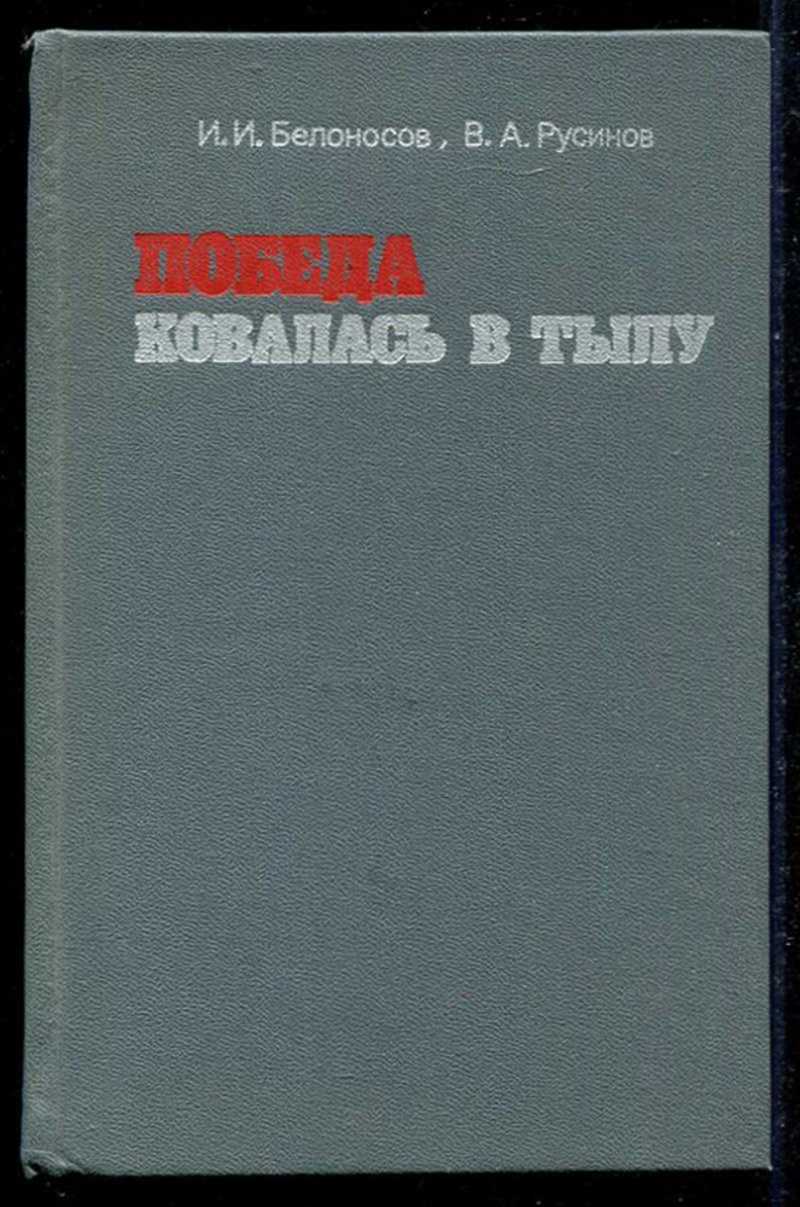 И. И. Белоносов, В. А. Русинов
ПОБЕДА
КОВАЛАСЬ В ТЫЛУ